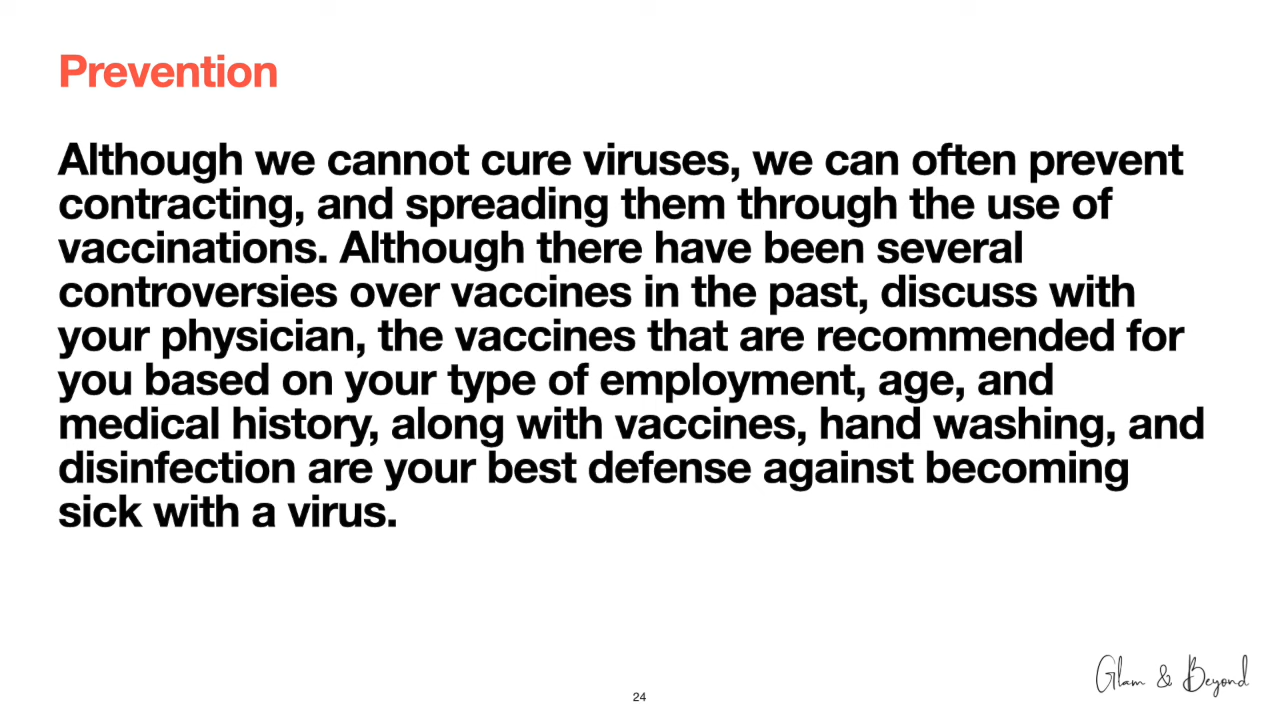 Prevention
Although we cannot cure viruses, we can often prevent
contracting, and spreading them through the use of
vaccinations. Although there have been several
controversies over vaccines in the past, discuss with
your physician, the vaccines that are recommended for
you based on your type of employment, age, and
medical history, along with vaccines, hand washing, and
disinfection are your best defense against becoming
sick with a virus.
Glam & Beyond
24